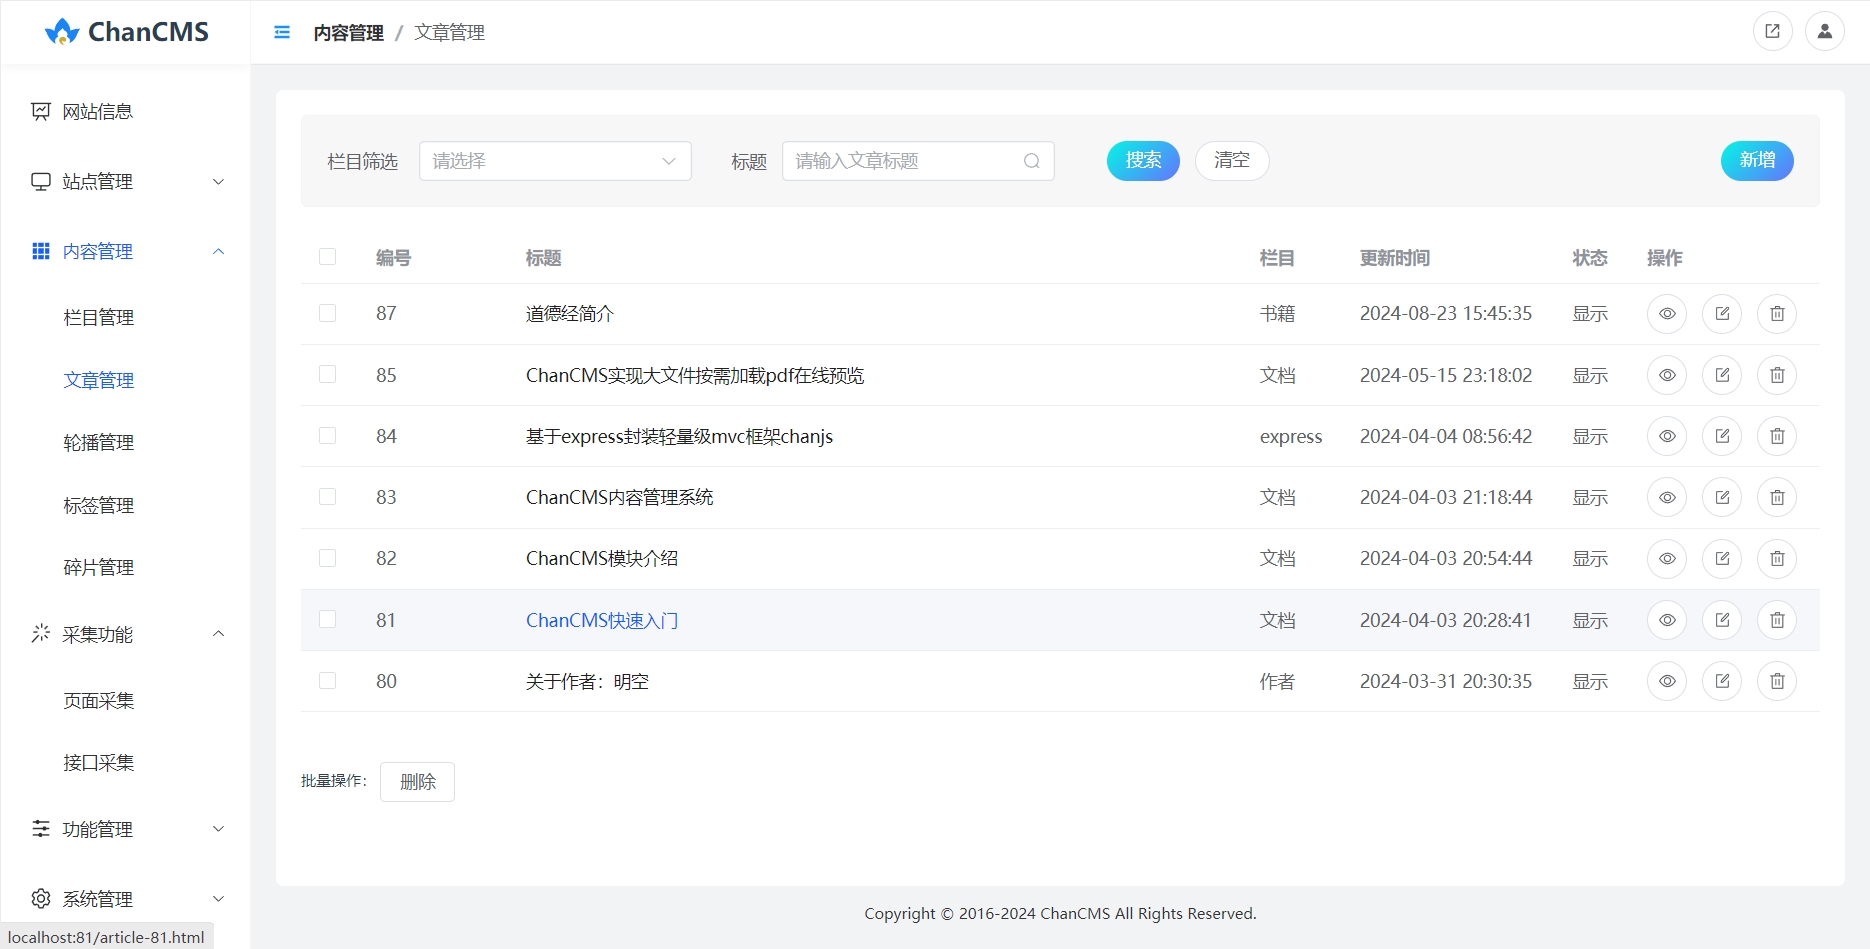 ChanCMS
内容管理 / 文章管理
网站信息
站点管理
内容管理
栏目管理
文章管理
轮播管理
标签管理
碎片管理
采集功能
页面采集
接口采集
功能管理
系统管理
栏目筛选 请选择 标题 请输入文章标题 搜索 清空 新增
编号 标题 栏目 更新时间 状态 操作
87 道德经简介 书籍 2024-08-23 15:45:35 显示
85 ChanCMS实现大文件按需加载pdf在线预览 文档 2024-05-15 23:18:02 显示
84 基于express封装轻量级mvc框架chanjs express 2024-04-04 08:56:42 显示
83 ChanCMS内容管理系统 文档 2024-04-03 21:18:44 显示
82 ChanCMS模块介绍 文档 2024-04-03 20:54:44 显示
81 ChanCMS快速入门 文档 2024-04-03 20:28:41 显示
80 关于作者：明空 作者 2024-03-31 20:30:35 显示
批量操作： 删除
Copyright © 2016-2024 ChanCMS All Rights Reserved.
localhost:81/article-81.html